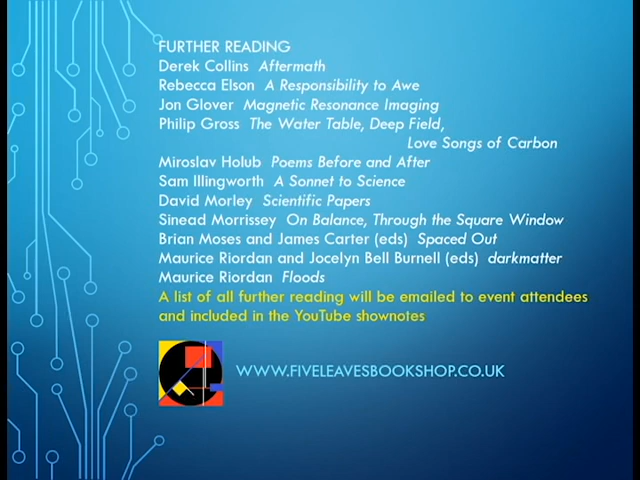 FURTHER READING
Derek Collins Aftermath
Rebecca Elson A Responsibility to Awe
Jon Glover Magnetic Resonance Imaging
Philip Gross The Water Table, Deep Field,
Love Songs of Carbon
Miroslav Holub Poems Before and After
Sam Illingworth A Sonnet to Science
David Morley Scientific Papers
Sinead Morrissey On Balance, Through the Square Window
Brian Moses and James Carter (eds) Spaced Out
Maurice Riordan and Jocelyn Bell Burnell (eds) darkmatter
Maurice Riordan Floods
A list of all further reading will be emailed to event attendees
and included in the YouTube shownotes
WWW.FIVELEAVESBOOKSHOP.CO.UK